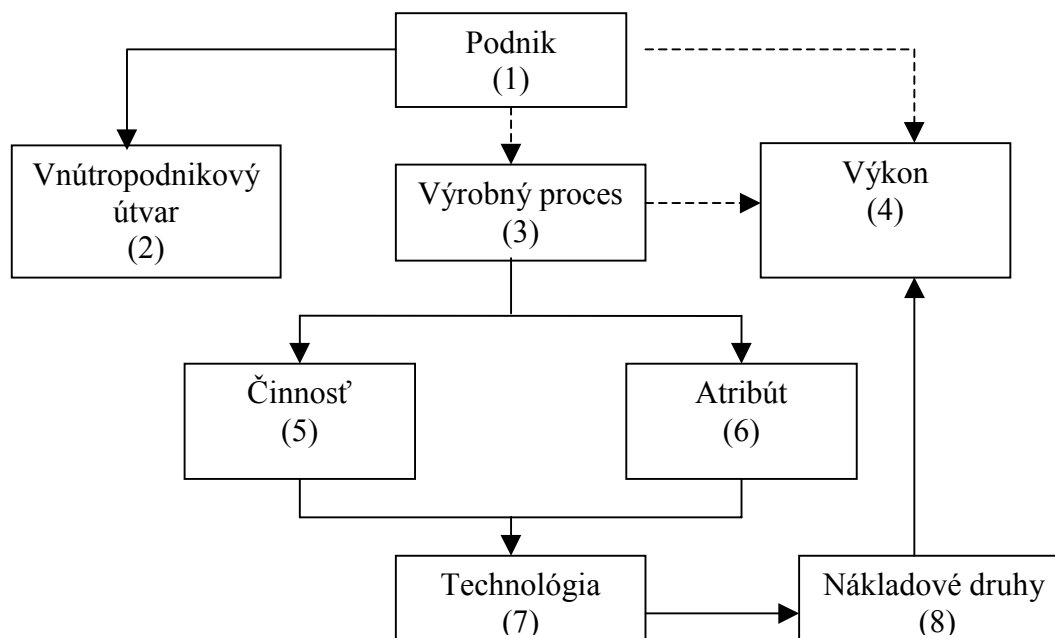 Podnik
(1)
Vnútropodnikový
útvar
(2)
Výrobný proces
(3)
Výkon
(4)
Činnosť
(5)
Atribút
(6)
Technológia
(7)
Nákladové druhy
(8)